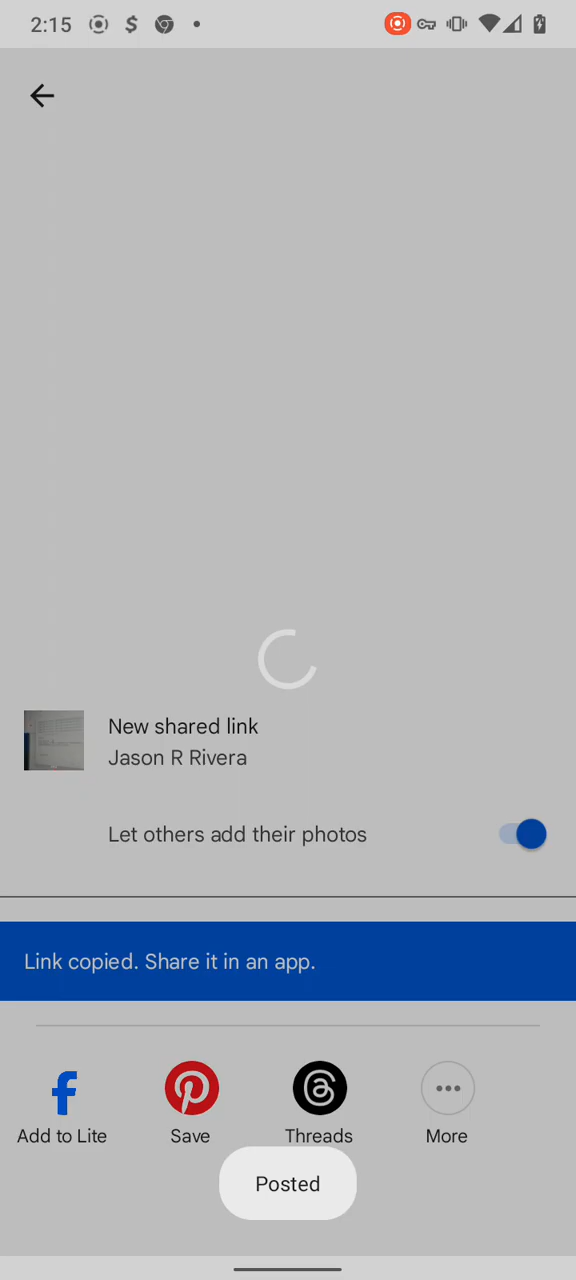 2:15
New shared link
Jason R Rivera
Let others add their photos
Link copied. Share it in an app.
Add to Lite
Save
Threads
More
Posted